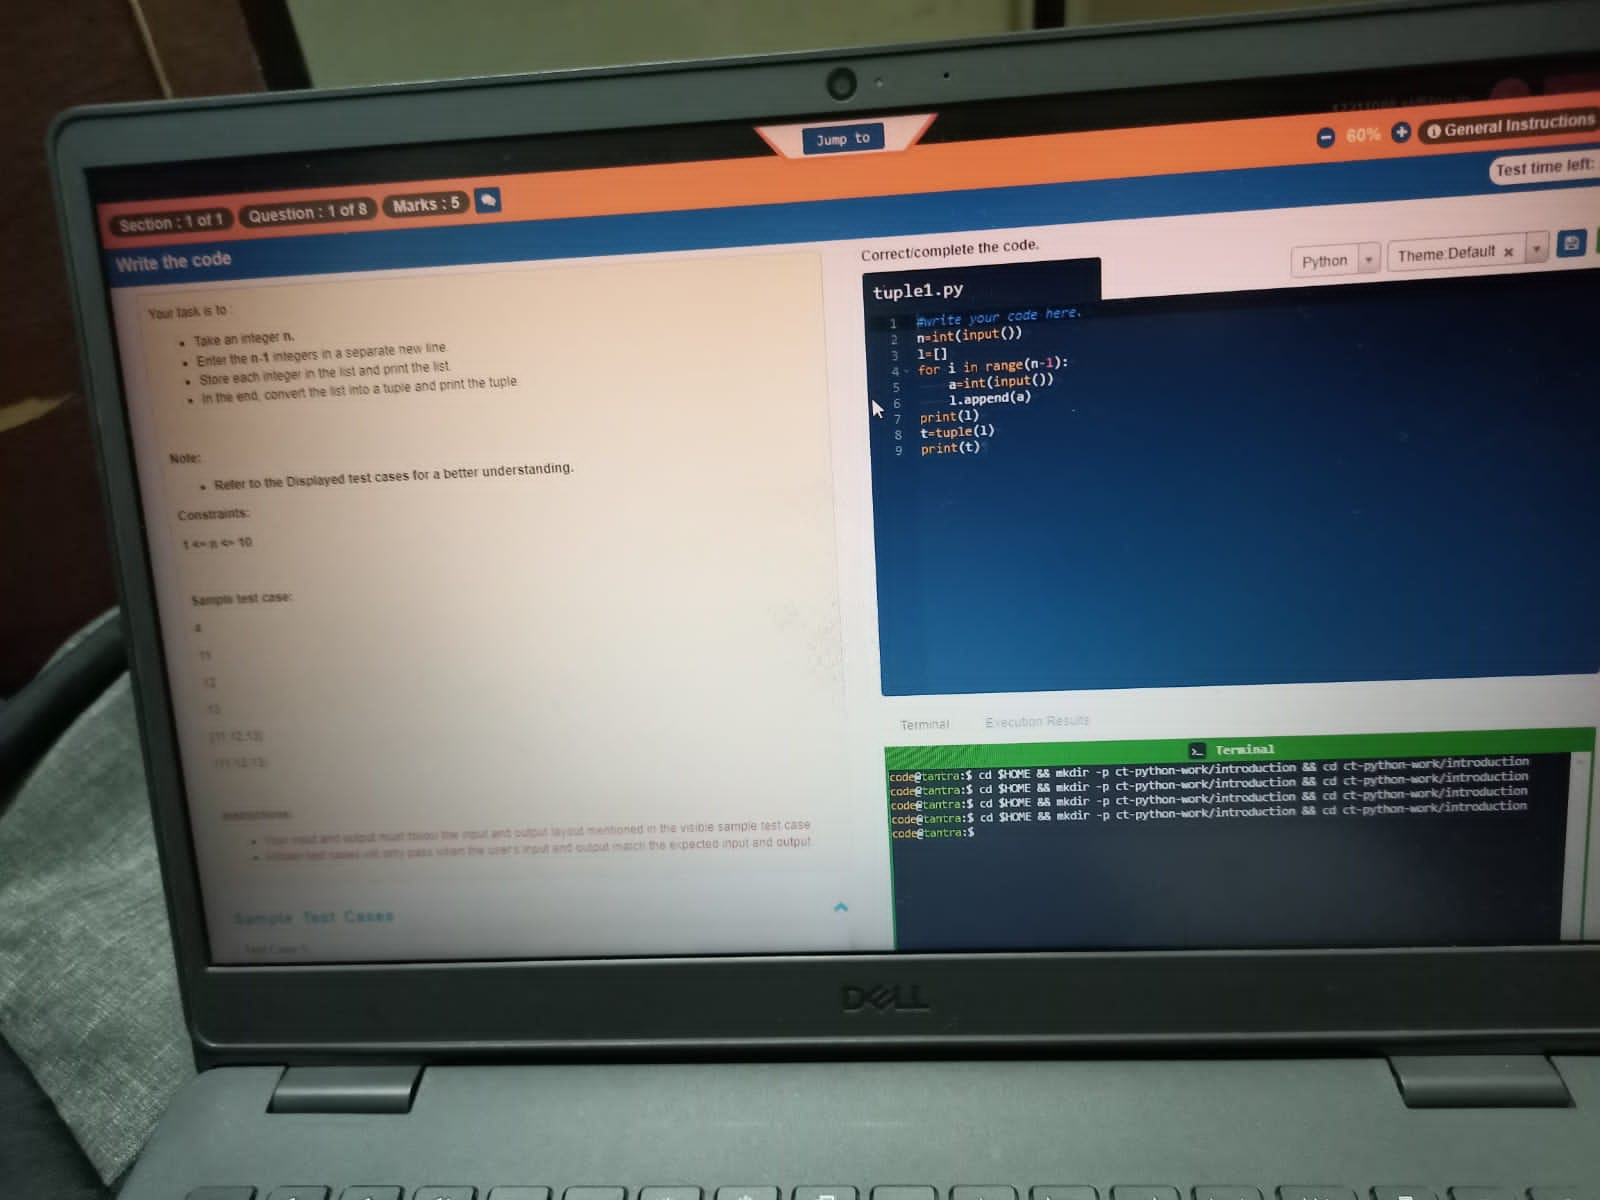 Jump to
60%
General Instructions
Section : 1 of 1
Question : 1 of 8
Marks : 5
Test time left:
Write the code
Your task is to :
Take an integer n.
Enter the n-1 integers in a separate new line.
Store each integer in the list and print the list.
In the end, convert the list into a tuple and print the tuple.
Note:
Refer to the Displayed test cases for a better understanding.
Constraints:
1 <= n <= 10
Sample test case:
4
11
12
13
[11,12,13]
Instructions:
Your input and output must follow the input and output layout mentioned in the visible sample test case
Hidden test cases will only pass when the user's input and output match the expected input and output
Sample Test Cases
Correct/complete the code.
Python
Theme:Default ×
tuple1.py
1 #write your code here.
2 n=int(input())
3 l=[]
4 for i in range(n-1):
5 a=int(input())
6 l.append(a)
7 print(l)
8 t=tuple(l)
9 print(t)
Terminal
Execution Results
Terminal
code@tantra:$ cd $HOME && mkdir -p ct-python-work/introduction && cd ct-python-work/introduction
code@tantra:$ cd $HOME && mkdir -p ct-python-work/introduction && cd ct-python-work/introduction
code@tantra:$ cd $HOME && mkdir -p ct-python-work/introduction && cd ct-python-work/introduction
code@tantra:$ cd $HOME && mkdir -p ct-python-work/introduction && cd ct-python-work/introduction
code@tantra:$
DELL